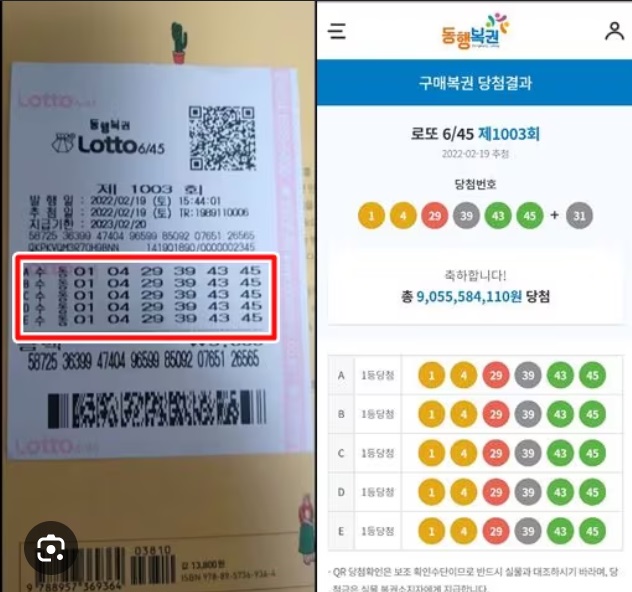 Lotto
동행복권
Lotto6/45
제 1003 회
발 행 일 : 2022/02/19 (토) 15:44:01
추 첨 일 : 2022/02/19 (토)
지급기한 : 2023/02/20
58725 36399 47404 96599 85092 07651 26565
A 수 동 01 04 29 39 43 45
B 수 동 01 04 29 39 43 45
C 수 동 01 04 29 39 43 45
D 수 동 01 04 29 39 43 45
E 수 동 01 04 29 39 43 45
58725 36399 47404 96599 85092 07651 26565
Lotto6/45
03810
값 13,800원
9 788957 369364
ISBN 978-89-5736-936-4
동행복권
구매복권 당첨결과
로또 6/45 제1003회
2022-02-19 추첨
당첨번호
1 4 29 39 43 45 + 31
축하합니다!
총 9,055,584,110원 당첨
A 1등당첨 1 4 29 39 43 45
B 1등당첨 1 4 29 39 43 45
C 1등당첨 1 4 29 39 43 45
D 1등당첨 1 4 29 39 43 45
E 1등당첨 1 4 29 39 43 45
- QR 당첨확인은 보조 확인수단이므로 반드시 실물과 대조하시기 바라며, 당
첨금은 실물 복권소지자에게 지급합니다.